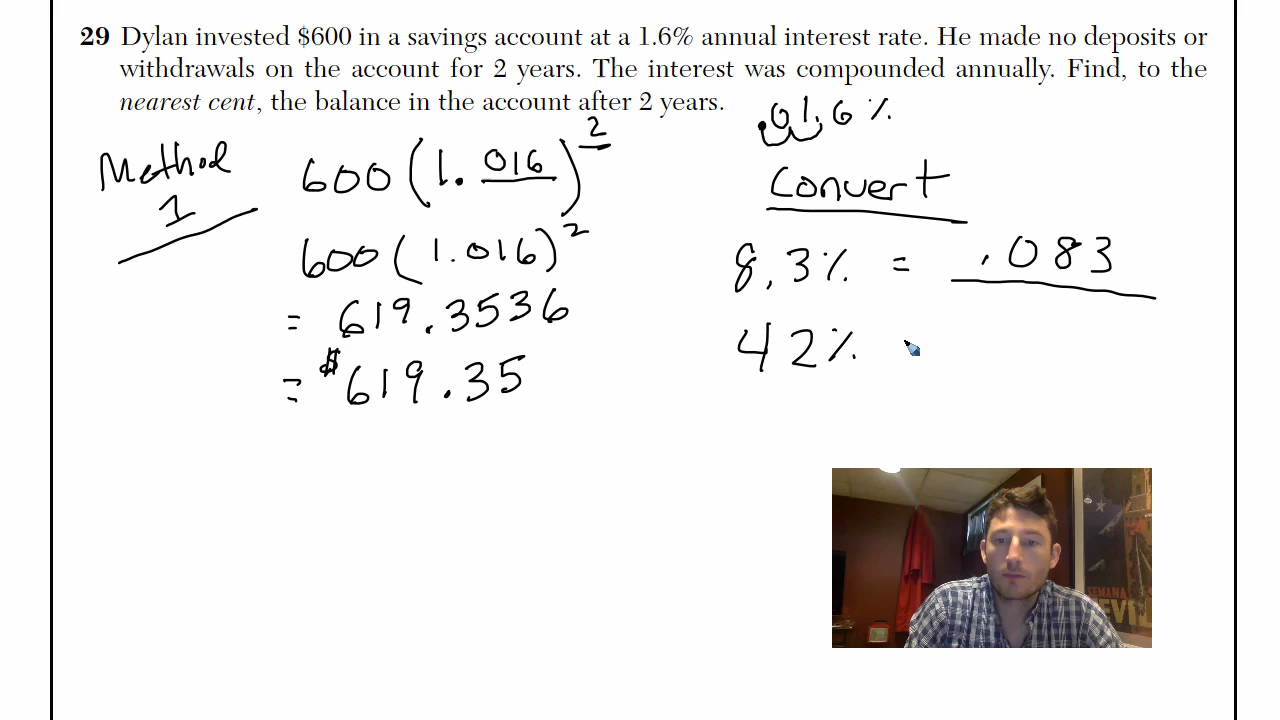 29 Dylan invested $600 in a savings account at a 1.6% annual interest rate. He made no deposits or
withdrawals on the account for 2 years. The interest was compounded annually. Find, to the
nearest cent, the balance in the account after 2 years.
.01.6%
Method
1
600(1.016)²
600(1.016)²
= 619.3536
= $619.35
Convert
8.3% = .083
42%
EVIL